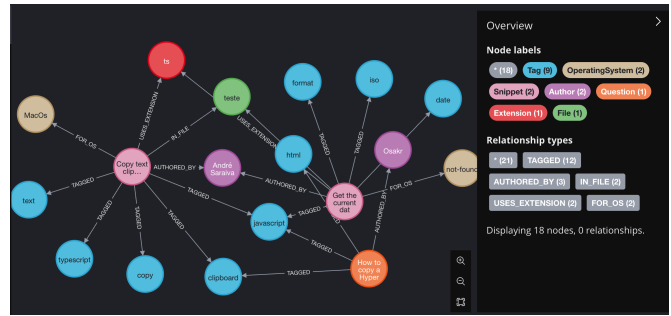 ts
format
iso
date
teste
MacOs
USES_EXTENSION
IN_FILE
USES_EXTENSION
TAGGED
TAGGED
TAGGED
FOR_OS
html
Osakr
Copy text
clip...
AUTHORED_BY
André
Saraiva
AUTHORED_BY
FOR_OS
not-found
text
TAGGED
TAGGED
TAGGED
TAGGED
TAGGED
Get the
current
dat
TAGGED
javascript
AUTHORED_BY
TAGGED
typescript
copy
clipboard
TAGGED
How to
copy a
Hyper
Overview
Node labels
* (18)
Tag (9)
OperatingSystem (2)
Snippet (2)
Author (2)
Question (1)
Extension (1)
File (1)
Relationship types
* (21)
TAGGED (12)
AUTHORED_BY (3)
IN_FILE (2)
USES_EXTENSION (2)
FOR_OS (2)
Displaying 18 nodes, 0 relationships.